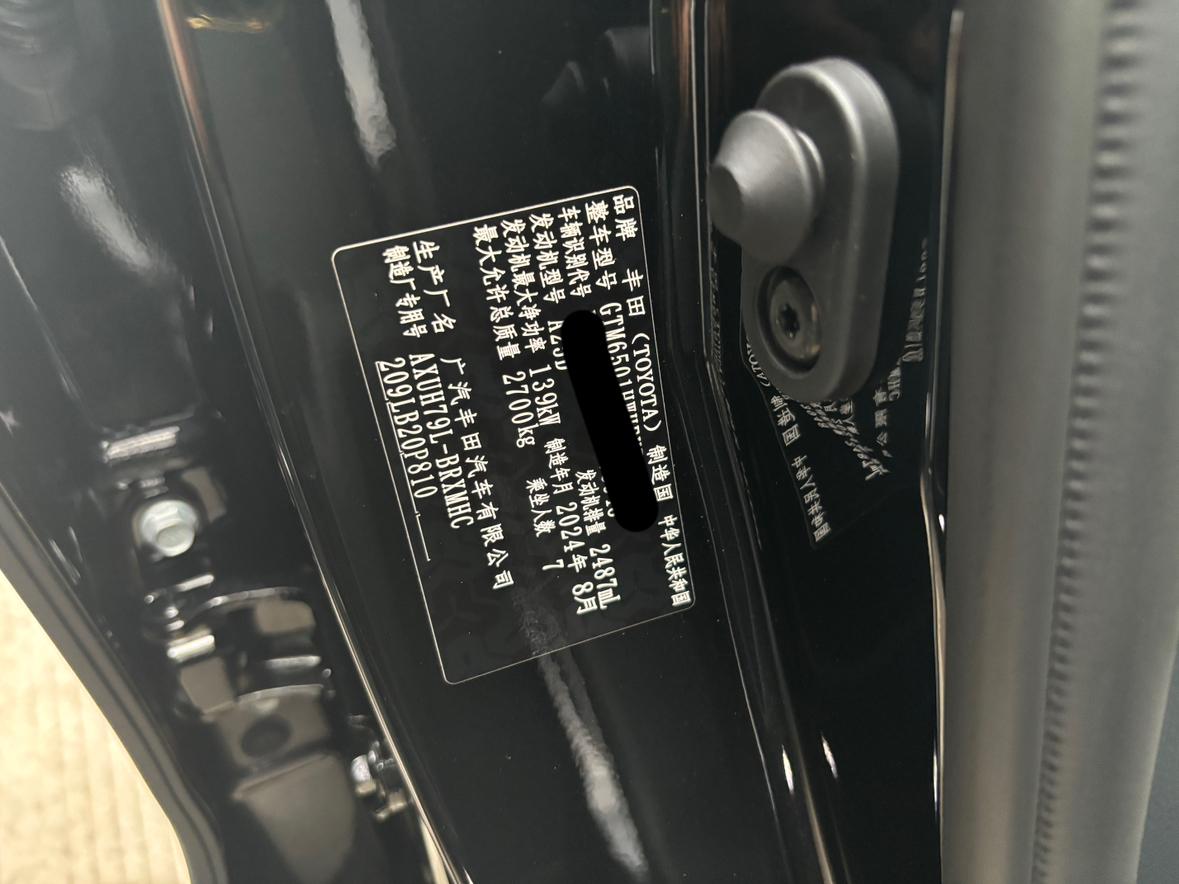 品牌 丰田（TOYOTA） 制造国 中华人民共和国
整车型号 GTM6501
车辆识别代号 发动机排量 2487mL
发动机型号 A25D 制造年月 2024年 8月
发动机最大净功率 139kW 乘坐人数 7
最大允许总质量 2700kg
生产厂名 广汽丰田汽车有限公司
制造厂专用号 AXUH79L-BRXMHC
209LB20P810